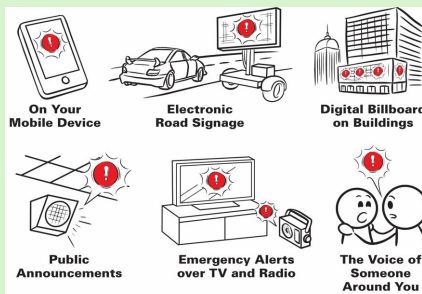 On Your
Mobile Device
Electronic
Road Signage
Digital Billboard
on Buildings
Public
Announcements
Emergency Alerts
over TV and Radio
The Voice of
Someone
Around You